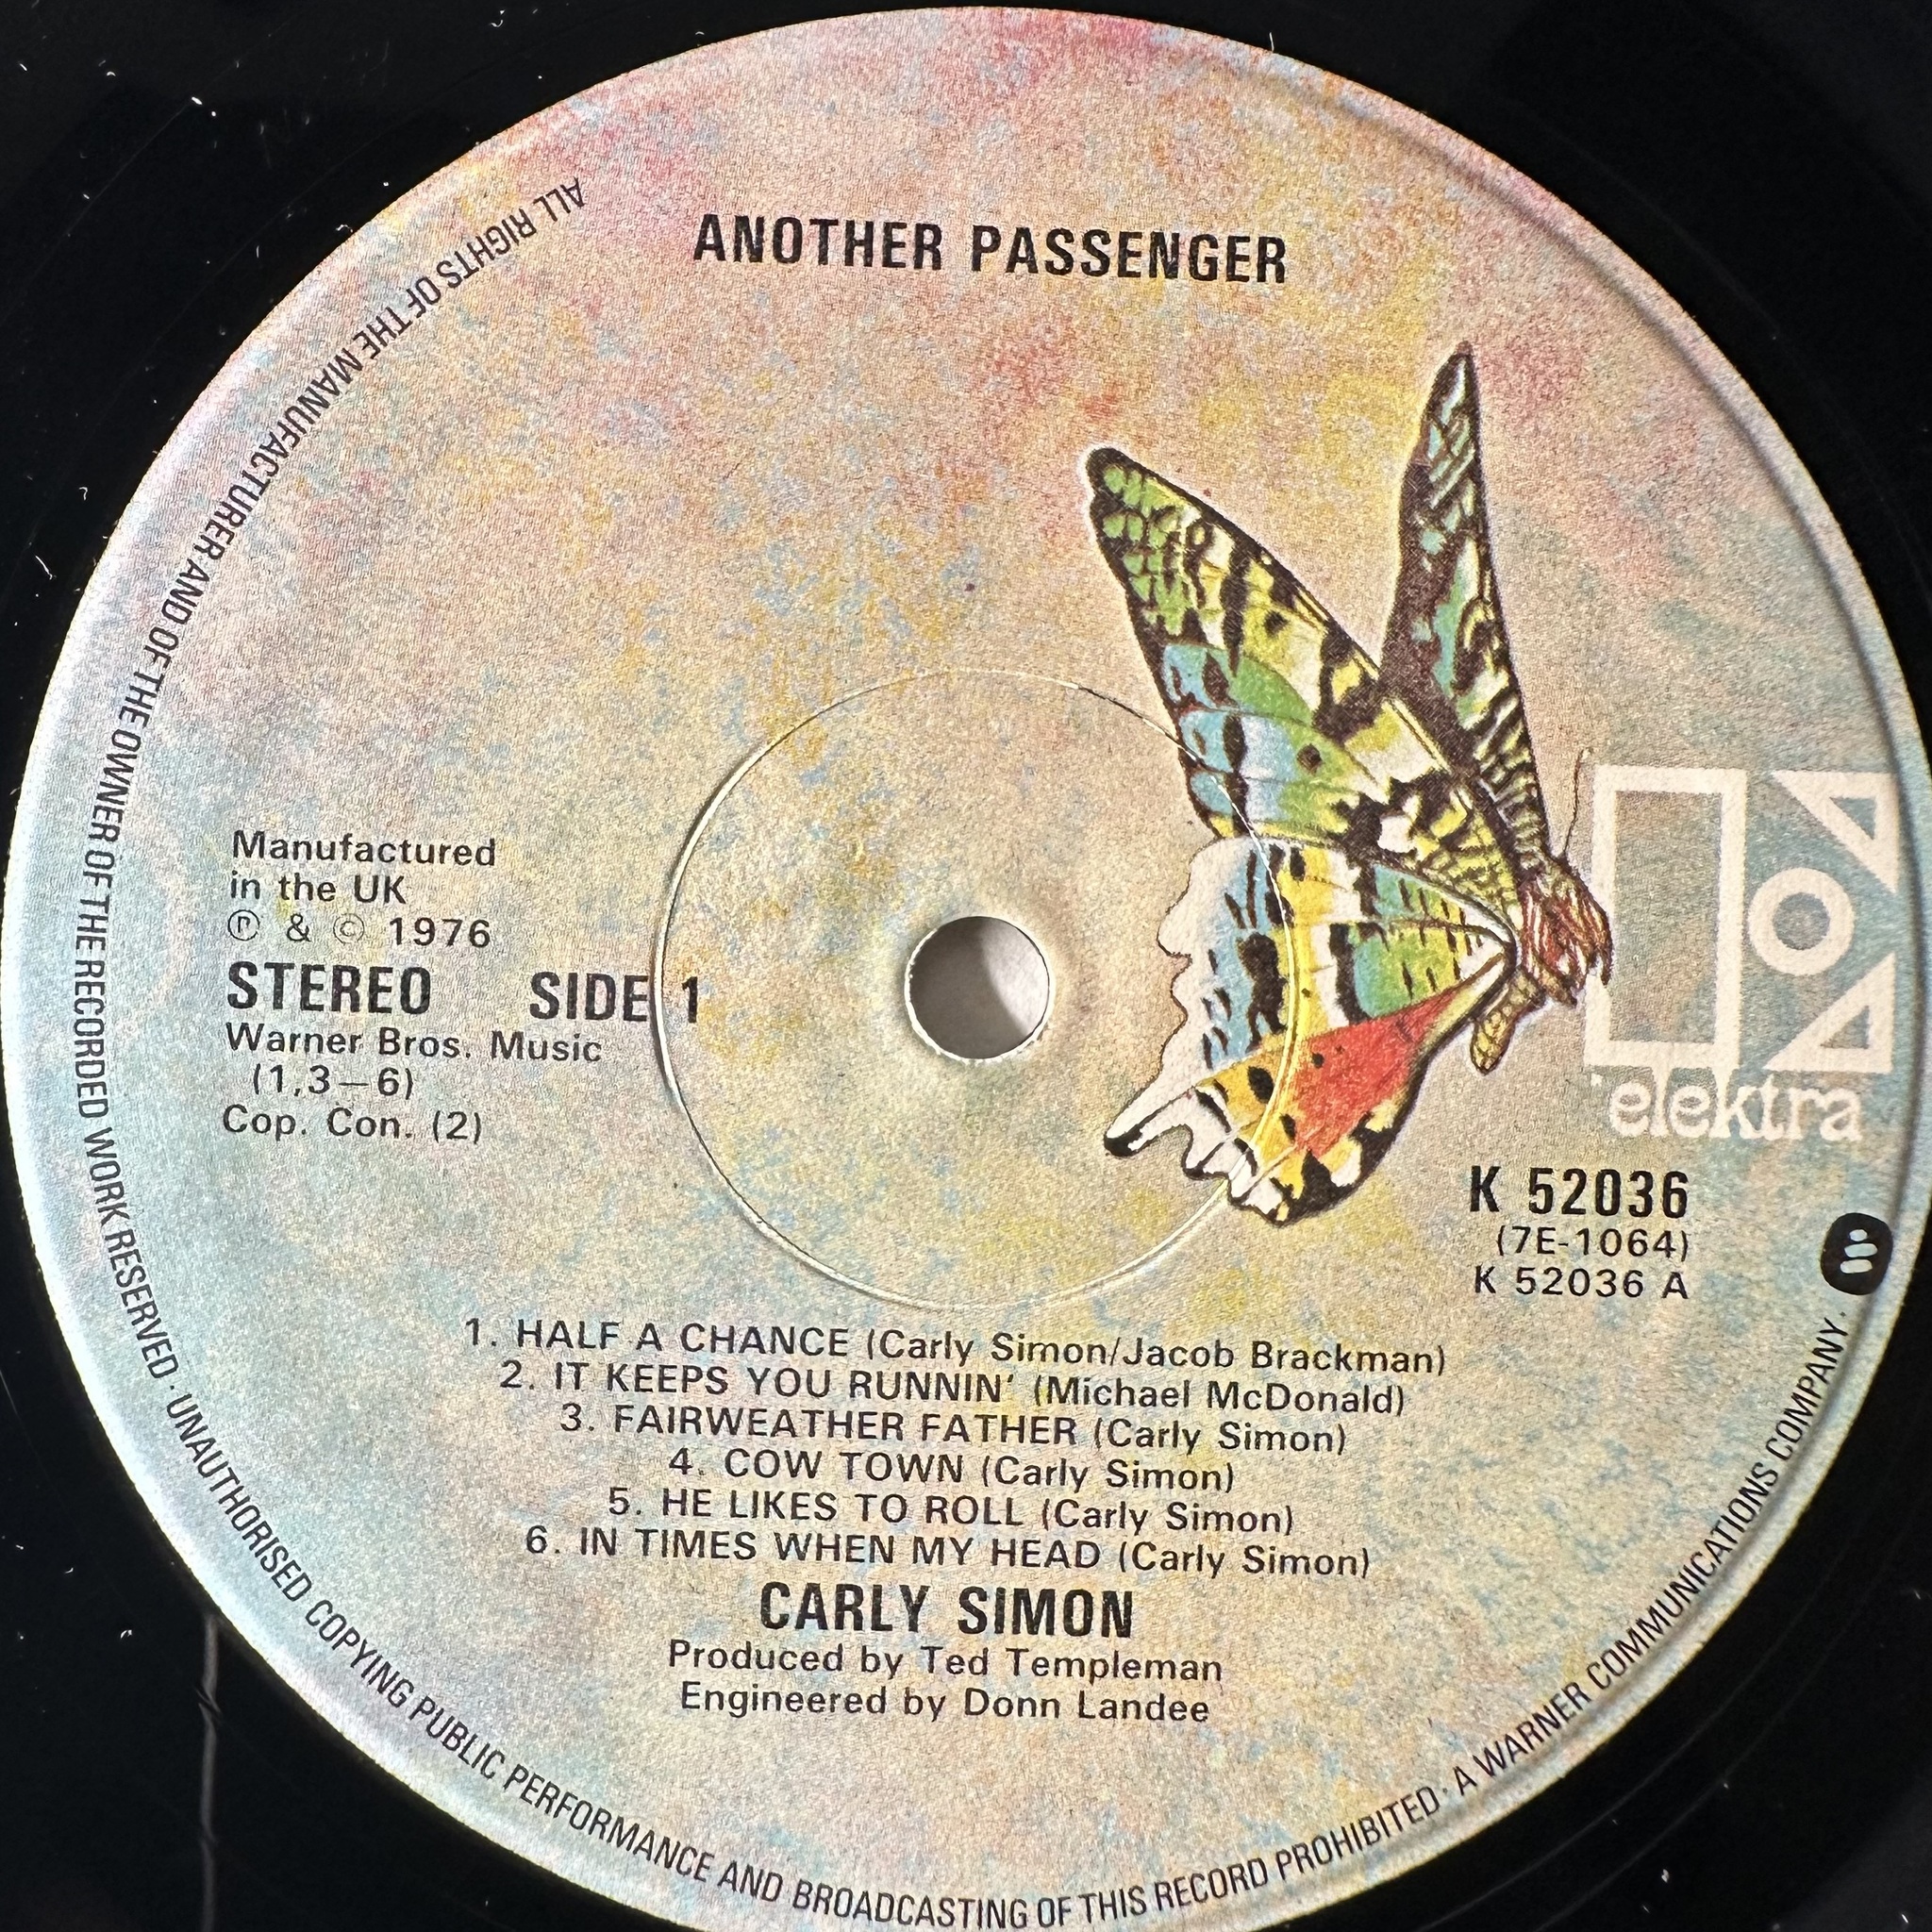 ANOTHER PASSENGER
Manufactured
in the UK
Ⓟ & © 1976
STEREO SIDE 1
Warner Bros. Music
(1,3—6)
Cop. Con. (2)
elektra
K 52036
(7E-1064)
K 52036 A
1. HALF A CHANCE (Carly Simon/Jacob Brackman)
2. IT KEEPS YOU RUNNIN' (Michael McDonald)
3. FAIRWEATHER FATHER (Carly Simon)
4. COW TOWN (Carly Simon)
5. HE LIKES TO ROLL (Carly Simon)
6. IN TIMES WHEN MY HEAD (Carly Simon)
CARLY SIMON
Produced by Ted Templeman
Engineered by Donn Landee
ALL RIGHTS OF THE MANUFACTURER AND OF THE OWNER OF THE RECORDED WORK RESERVED · UNAUTHORISED COPYING PUBLIC PERFORMANCE AND BROADCASTING OF THIS RECORD PROHIBITED · A WARNER COMMUNICATIONS COMPANY.